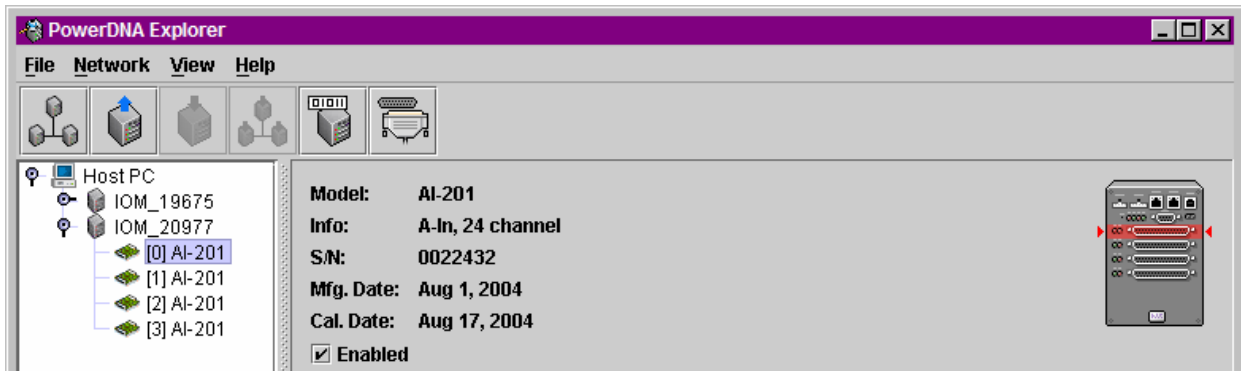 PowerDNA Explorer
File Network View Help
01011
Host PC
IOM_19675
IOM_20977
[0] AI-201
[1] AI-201
[2] AI-201
[3] AI-201
Model: AI-201
Info: A-In, 24 channel
S/N: 0022432
Mfg. Date: Aug 1, 2004
Cal. Date: Aug 17, 2004
Enabled